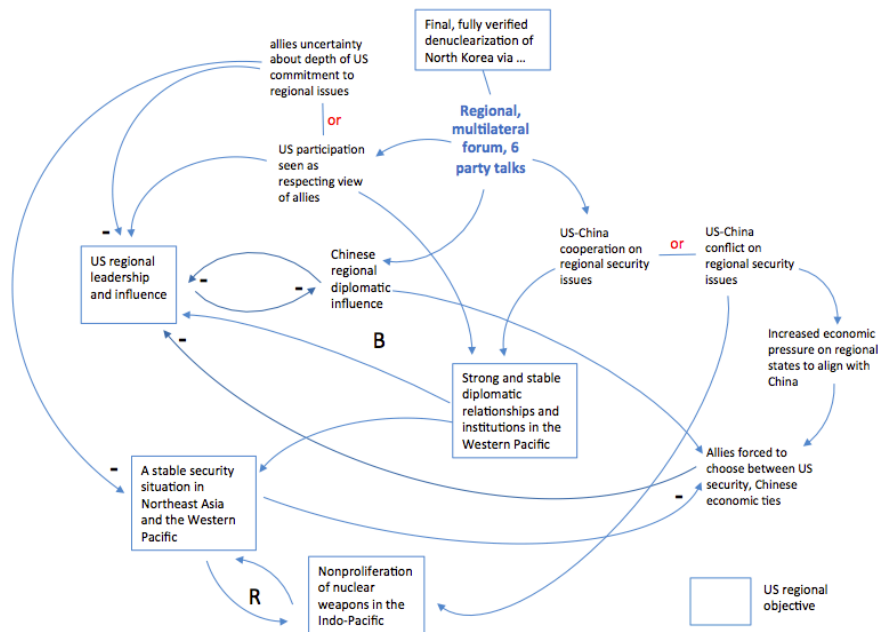 allies uncertainty
about depth of US
commitment to
regional issues
Final, fully verified
denuclearization of
North Korea via ...
or
Regional,
multilateral
forum, 6
party talks
US participation
seen as
respecting view
of allies
-
US-China
cooperation on
regional security
issues
or
US-China
conflict on
regional security
issues
US regional
leadership
and influence
-
-
Chinese
regional
diplomatic
influence
-
B
Increased economic
pressure on regional
states to align with
China
Strong and stable
diplomatic
relationships and
institutions in the
Western Pacific
Allies forced to
choose between US
security, Chinese
economic ties
-
-
A stable security
situation in
Northeast Asia
and the Western
Pacific
R
Nonproliferation
of nuclear
weapons in the
Indo-Pacific
US regional
objective